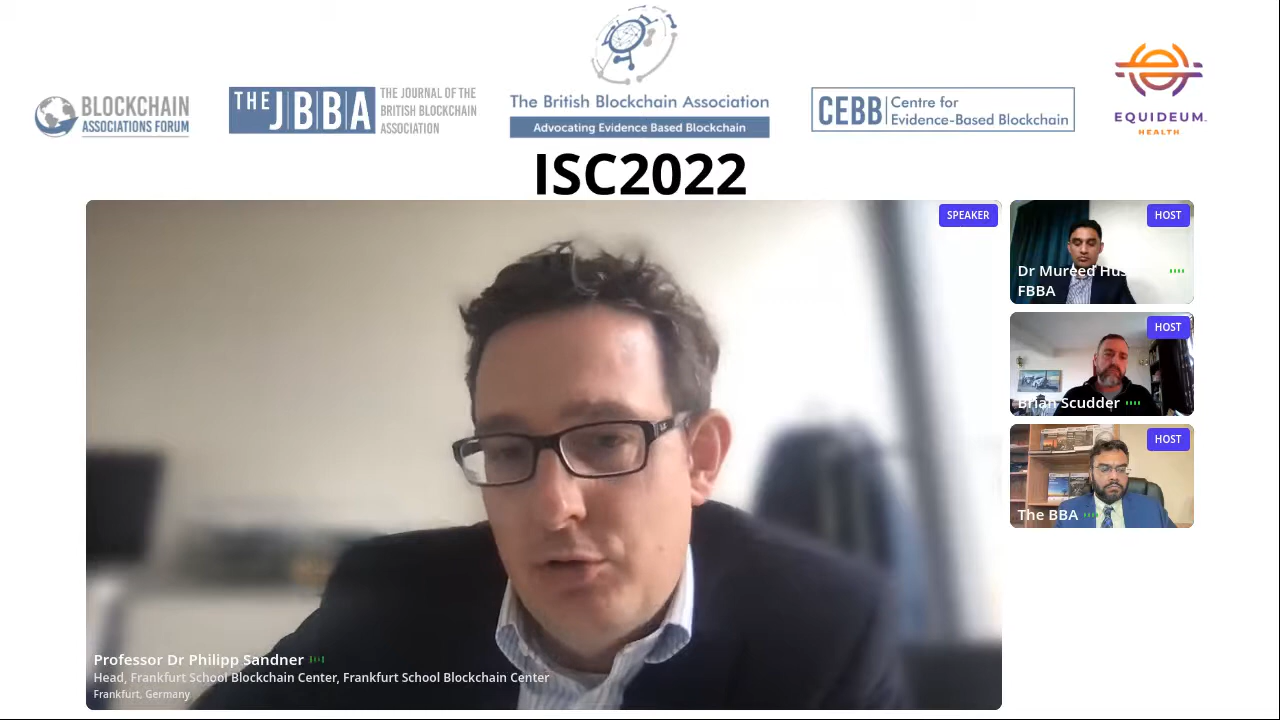 BLOCKCHAIN
ASSOCIATIONS FORUM
THE JBBA
THE JOURNAL OF THE
BRITISH BLOCKCHAIN
ASSOCIATION
The British Blockchain Association
Advocating Evidence Based Blockchain
CEBB
Centre for
Evidence-Based Blockchain
EQUIDEUM
HEALTH
ISC2022
SPEAKER
Professor Dr Philipp Sandner
Head, Frankfurt School Blockchain Center, Frankfurt School Blockchain Center
Frankfurt, Germany
HOST
Dr Mureed Hus
FBBA
HOST
Brian Scudder
HOST
The BBA